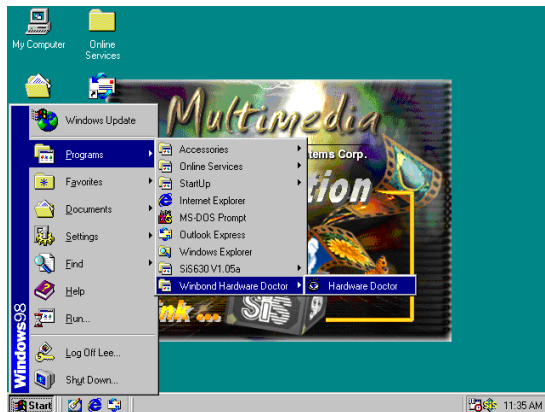 My Computer
Online
Services
Multimedia
tems Corp.
tion
nk ...
SiS
Windows98
Windows Update
Programs
Favorites
Documents
Settings
Find
Help
Run...
Log Off Lee...
Shut Down...
Accessories
Online Services
StartUp
Internet Explorer
MS-DOS Prompt
Outlook Express
Windows Explorer
SiS630 V1.05a
Winbond Hardware Doctor
Hardware Doctor
Start
11:35 AM